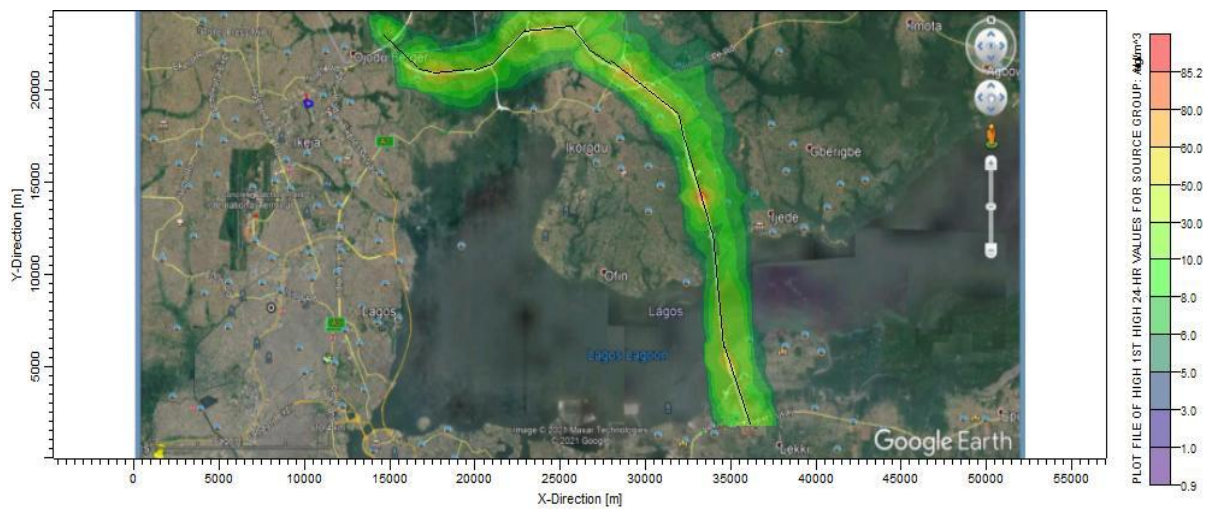 Imota
Ojodu Berger
Ikeja
Ikorodu
Gberigbe
Ijede
Ofin
Lagos
Lagos
Lagos Lagoon
Lekki
Image © 2021 Maxar Technologies
© 2021 Google
Google Earth
Y-Direction [m]
20000
15000
10000
5000
0
5000
10000
15000
20000
25000
30000
35000
40000
45000
50000
55000
X-Direction [m]
PLOT FILE OF HIGH 1ST HIGH 24-HR VALUES FOR SOURCE GROUP:
85.2
80.0
60.0
50.0
30.0
10.0
8.0
6.0
5.0
3.0
1.0
0.9